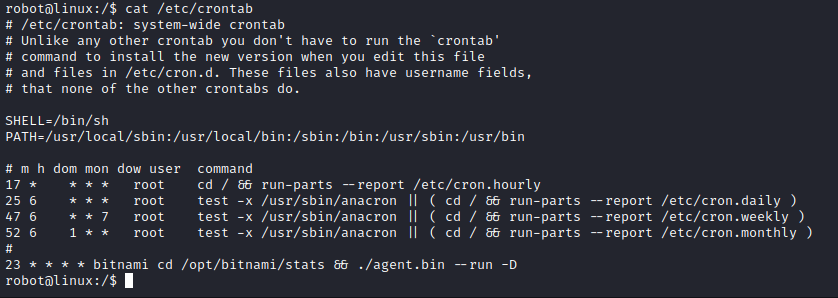 robot@linux:/$ cat /etc/crontab
# /etc/crontab: system-wide crontab
# Unlike any other crontab you don't have to run the `crontab'
# command to install the new version when you edit this file
# and files in /etc/cron.d. These files also have username fields,
# that none of the other crontabs do.

SHELL=/bin/sh
PATH=/usr/local/sbin:/usr/local/bin:/sbin:/bin:/usr/sbin:/usr/bin

# m h dom mon dow user  command
17 *    * * *   root    cd / && run-parts --report /etc/cron.hourly
25 6    * * *   root    test -x /usr/sbin/anacron || ( cd / && run-parts --report /etc/cron.daily )
47 6    * * 7   root    test -x /usr/sbin/anacron || ( cd / && run-parts --report /etc/cron.weekly )
52 6    1 * *   root    test -x /usr/sbin/anacron || ( cd / && run-parts --report /etc/cron.monthly )
#
23 * * * * bitnami cd /opt/bitnami/stats && ./agent.bin --run -D
robot@linux:/$